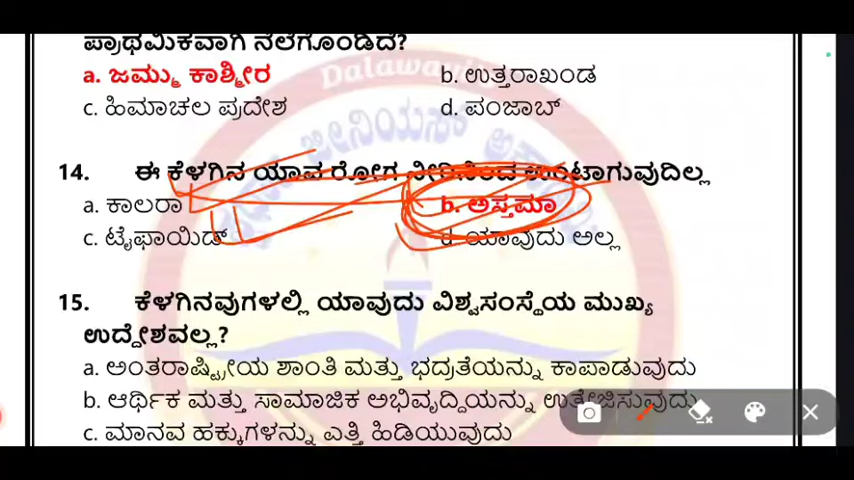 ಪ್ರಾಥಮಿಕವಾಗಿ ನೆಲೆಗೊಂಡಿದೆ?
a. ಜಮ್ಮು ಕಾಶ್ಮೀರ b. ಉತ್ತರಾಖಂಡ
c. ಹಿಮಾಚಲ ಪ್ರದೇಶ d. ಪಂಜಾಬ್
14. ಈ ಕೆಳಗಿನ ಯಾವ ರೋಗ ನೀರಿನಿಂದ ಉಂಟಾಗುವುದಿಲ್ಲ
a. ಕಾಲರಾ b. ಅಸ್ತಮಾ
c. ಟೈಫಾಯಿಡ್ d. ಯಾವುದು ಅಲ್ಲ
15. ಕೆಳಗಿನವುಗಳಲ್ಲಿ ಯಾವುದು ವಿಶ್ವಸಂಸ್ಥೆಯ ಮುಖ್ಯ
ಉದ್ದೇಶವಲ್ಲ?
a. ಅಂತರಾಷ್ಟ್ರೀಯ ಶಾಂತಿ ಮತ್ತು ಭದ್ರತೆಯನ್ನು ಕಾಪಾಡುವುದು
b. ಆರ್ಥಿಕ ಮತ್ತು ಸಾಮಾಜಿಕ ಅಭಿವೃದ್ಧಿಯನ್ನು ಉತ್ತೇಜಿಸುವುದು
c. ಮಾನವ ಹಕ್ಕುಗಳನ್ನು ಎತ್ತಿ ಹಿಡಿಯುವುದು